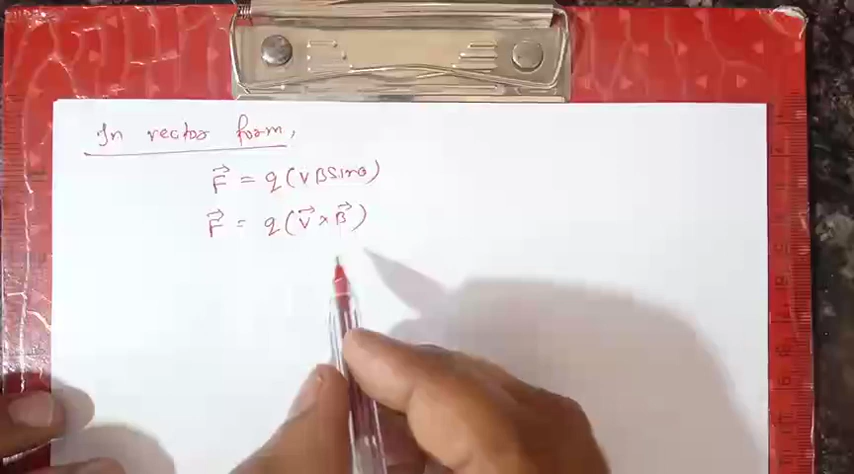 In vector form,
F⃗ = q(VBSinθ)
F⃗ = q(V⃗ × B⃗)